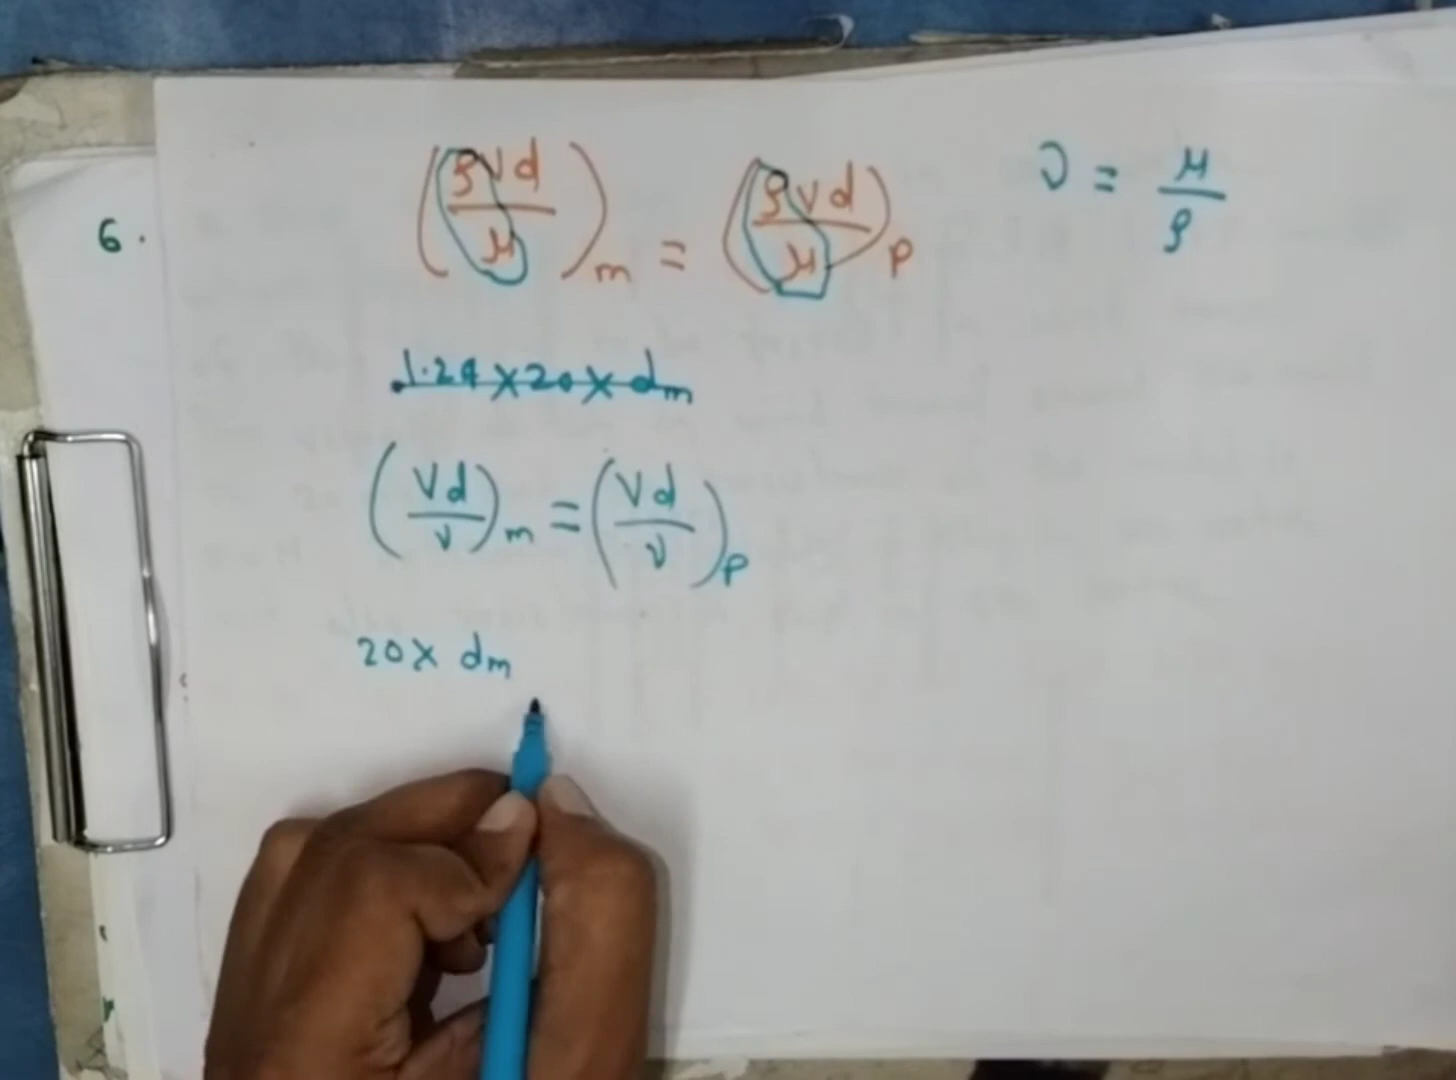 6.
(ρVd/μ)m = (ρVd/μ)p
ν = μ/ρ
1.24 x 20 x dm
(Vd/ν)m = (Vd/ν)p
20 x dm